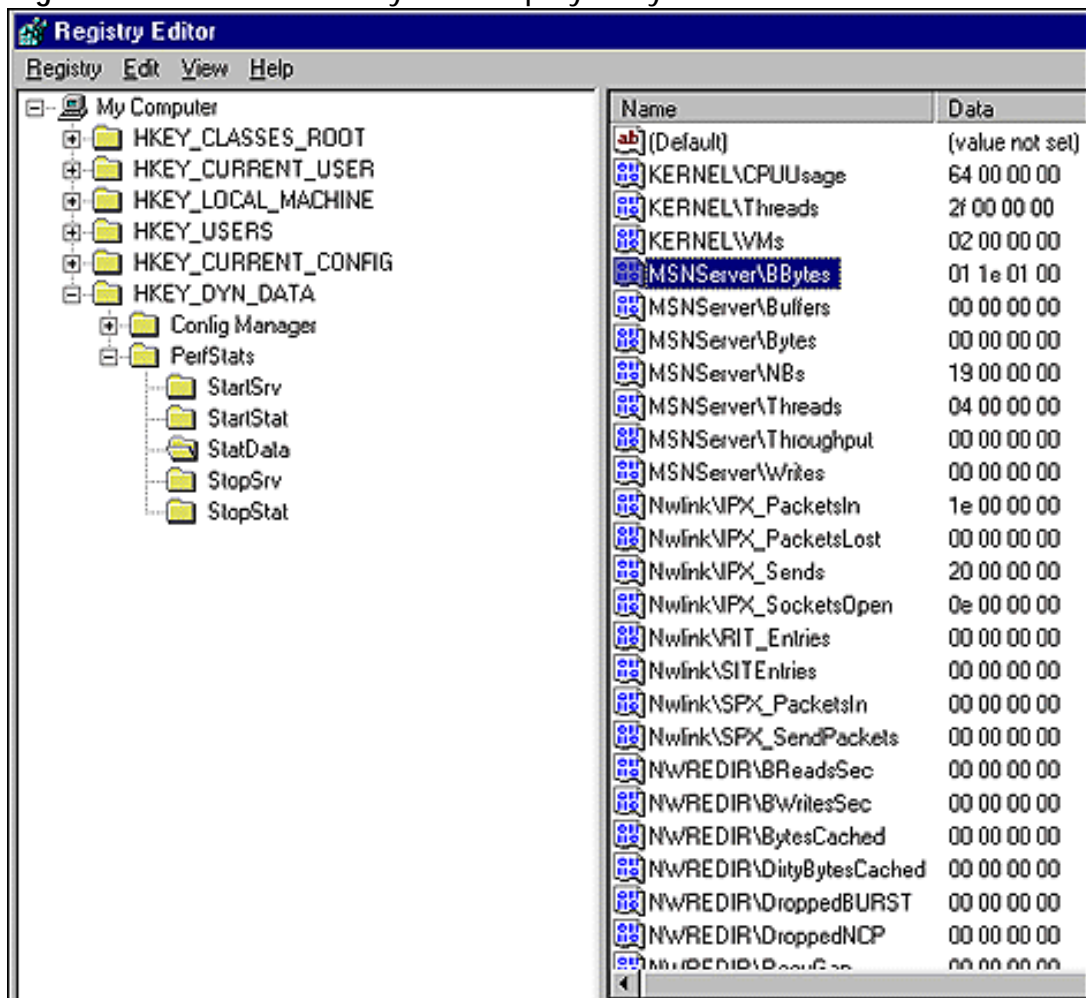 Registry Editor
Registry Edit View Help
My Computer
HKEY_CLASSES_ROOT
HKEY_CURRENT_USER
HKEY_LOCAL_MACHINE
HKEY_USERS
HKEY_CURRENT_CONFIG
HKEY_DYN_DATA
Config Manager
PerfStats
StartSrv
StartStat
StatData
StopSrv
StopStat
Name Data
(Default) (value not set)
KERNEL\CPUUsage 64 00 00 00
KERNEL\Threads 2f 00 00 00
KERNEL\VMs 02 00 00 00
MSNServer\BBytes 01 1e 01 00
MSNServer\Buffers 00 00 00 00
MSNServer\Bytes 00 00 00 00
MSNServer\NBs 19 00 00 00
MSNServer\Threads 04 00 00 00
MSNServer\Throughput 00 00 00 00
MSNServer\Writes 00 00 00 00
Nwlink\IPX_PacketsIn 1e 00 00 00
Nwlink\IPX_PacketsLost 00 00 00 00
Nwlink\IPX_Sends 20 00 00 00
Nwlink\IPX_SocketsOpen 0e 00 00 00
Nwlink\RIT_Entries 00 00 00 00
Nwlink\SITEntries 00 00 00 00
Nwlink\SPX_PacketsIn 00 00 00 00
Nwlink\SPX_SendPackets 00 00 00 00
NWREDIR\BReadsSec 00 00 00 00
NWREDIR\BWritesSec 00 00 00 00
NWREDIR\BytesCached 00 00 00 00
NWREDIR\DirtyBytesCached 00 00 00 00
NWREDIR\DroppedBURST 00 00 00 00
NWREDIR\DroppedNCP 00 00 00 00
00 00 00 00